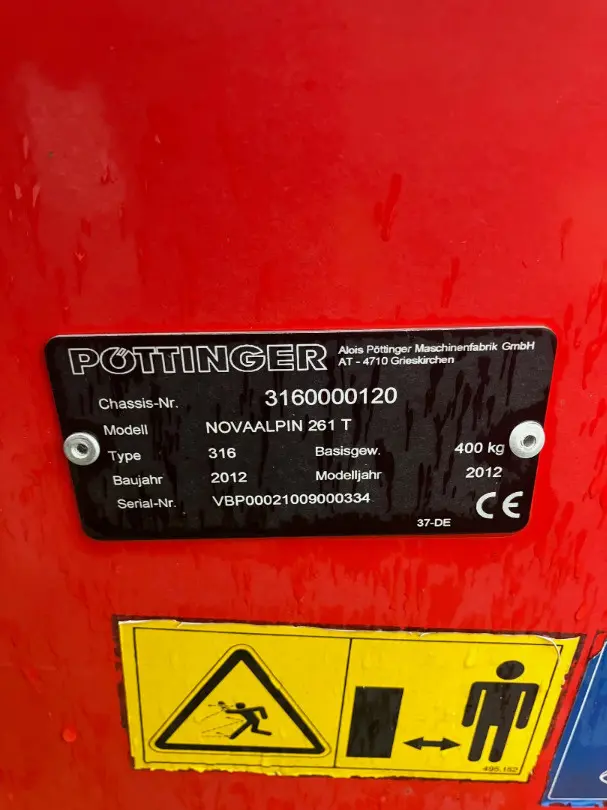 PÖTTINGER
Alois Pöttinger Maschinenfabrik GmbH
AT - 4710 Grieskirchen
Chassis-Nr. 3160000120
Modell NOVAALPIN 261 T
Type 316 Basisgew. 400 kg
Baujahr 2012 Modelljahr 2012
Serial-Nr. VBP00021009000334
CE
37-DE
495.162